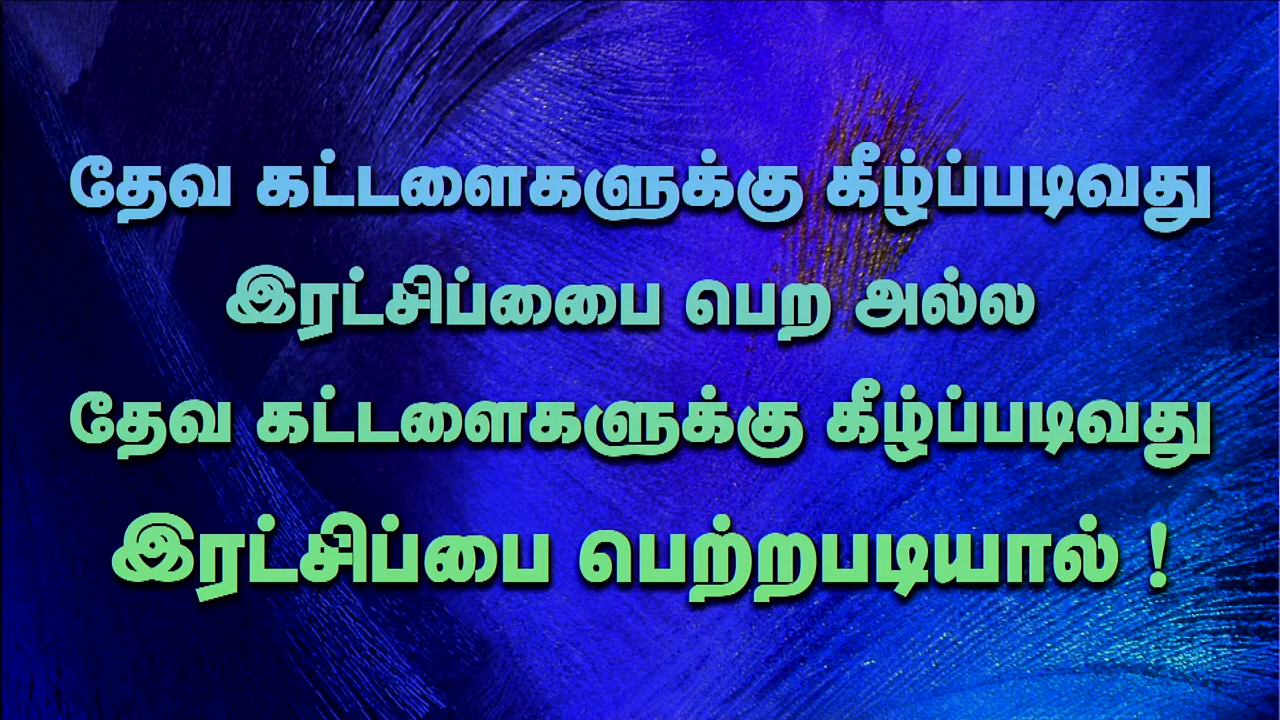 தேவ கட்டளைகளுக்கு கீழ்ப்படிவது
இரட்சிப்பைபை பெற அல்ல
தேவ கட்டளைகளுக்கு கீழ்ப்படிவது
இரட்சிப்பை பெற்றபடியால் !